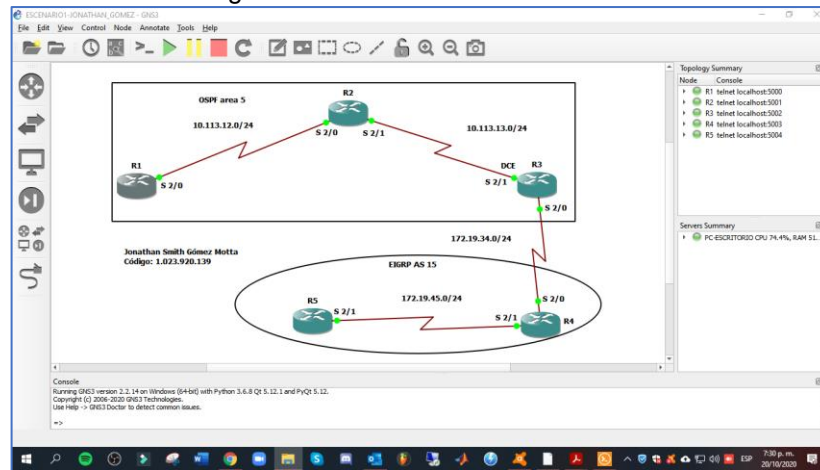 ESCENARIO1-JONATHAN_GOMEZ - GNS3
File Edit View Control Node Annotate Tools Help
Topology Summary
Node Console
R1 telnet localhost:5000
R2 telnet localhost:5001
R3 telnet localhost:5002
R4 telnet localhost:5003
R5 telnet localhost:5004
Servers Summary
PC-ESCRITORIO CPU 74.4%, RAM 51...
OSPF area 5
R2
10.113.12.0/24
S 2/0
S 2/1
10.113.13.0/24
R1
S 2/0
DCE
R3
S 2/1
S 2/0
172.19.34.0/24
Jonathan Smith Gómez Motta
Código: 1.023.920.139
EIGRP AS 15
R5
S 2/1
172.19.45.0/24
S 2/0
S 2/1
R4
Console
Running GNS3 version 2.2.14 on Windows (64-bit) with Python 3.6.8 Qt 5.12.1 and PyQt 5.12.
Copyright (c) 2006-2020 GNS3 Technologies.
Use Help -> GNS3 Doctor to detect common issues.
=>
ESP
7:30 p. m.
20/10/2020